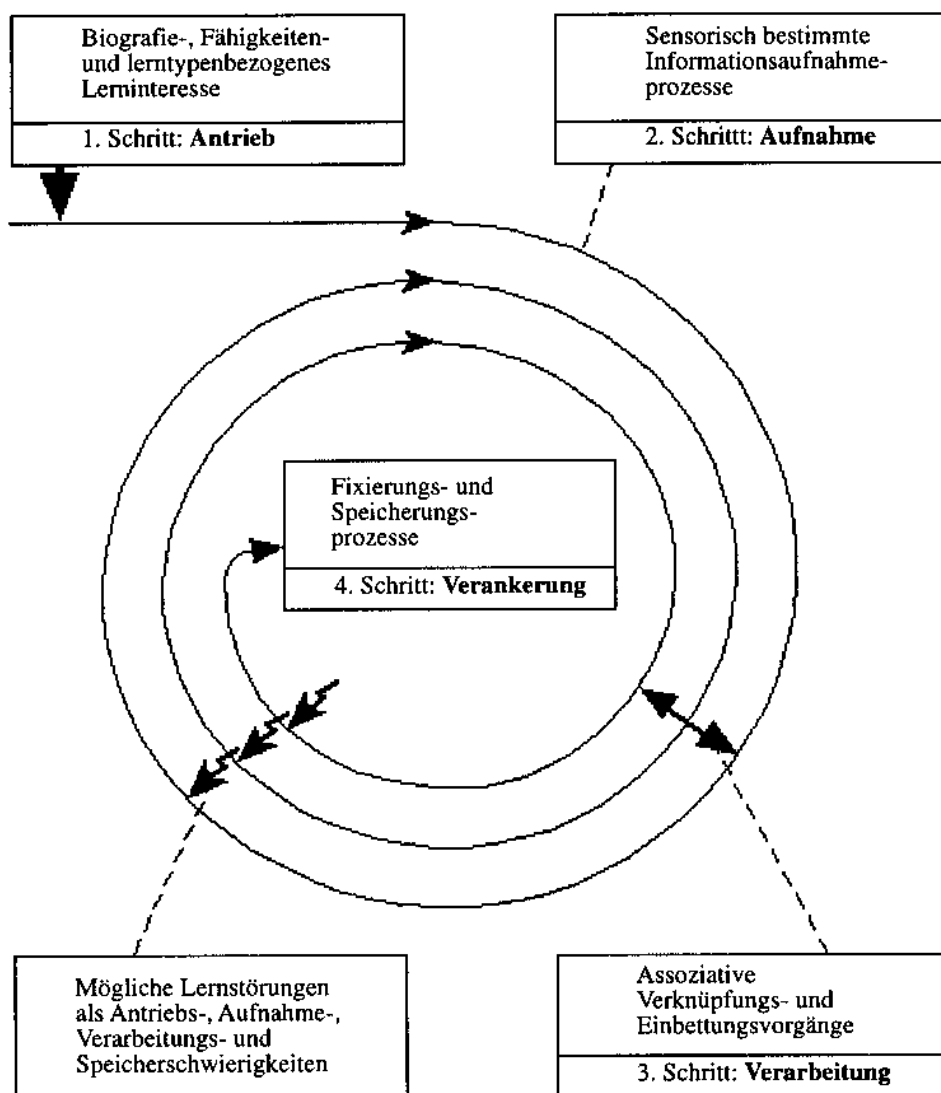 Biografie-, Fähigkeiten-
und lerntypenbezogenes
Lerninteresse
1. Schritt: Antrieb
Sensorisch bestimmte
Informationsaufnahme-
prozesse
2. Schrittt: Aufnahme
Fixierungs- und
Speicherungs-
prozesse
4. Schritt: Verankerung
Mögliche Lernstörungen
als Antriebs-, Aufnahme-,
Verarbeitungs- und
Speicherschwierigkeiten
Assoziative
Verknüpfungs- und
Einbettungsvorgänge
3. Schritt: Verarbeitung